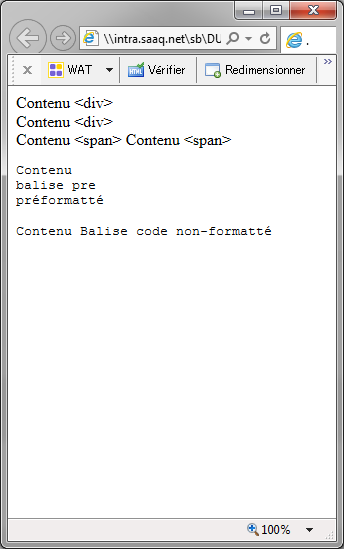 \\intra.saaq.net\sb\DU
.
x WAT Vérifier Redimensionner »
Contenu <div>
Contenu <div>
Contenu <span> Contenu <span>
Contenu
balise pre
préformatté
Contenu Balise code non-formatté
100%